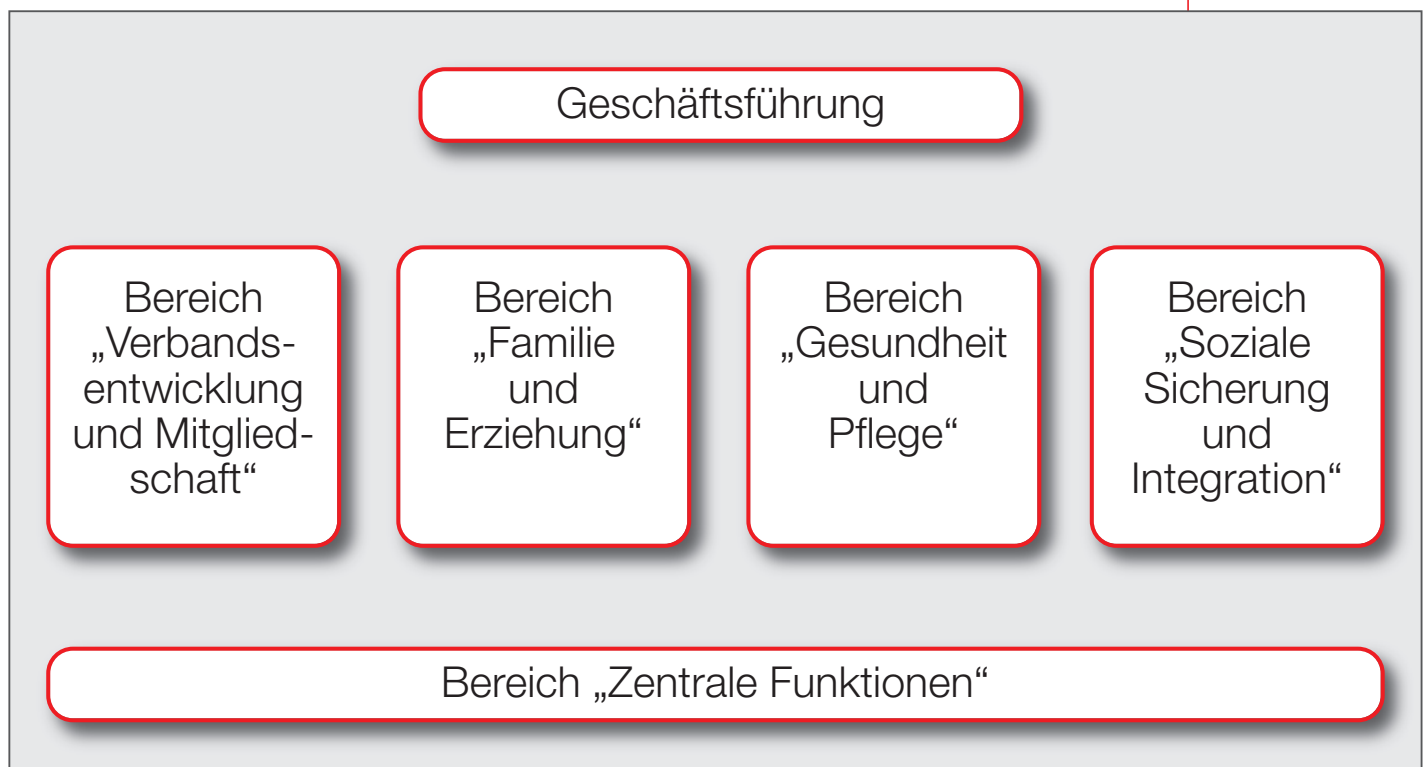 Geschäftsführung
Bereich
„Verbands-
entwicklung
und Mitglied-
schaft“
Bereich
„Familie
und
Erziehung“
Bereich
„Gesundheit
und
Pflege“
Bereich
„Soziale
Sicherung
und
Integration“
Bereich „Zentrale Funktionen“